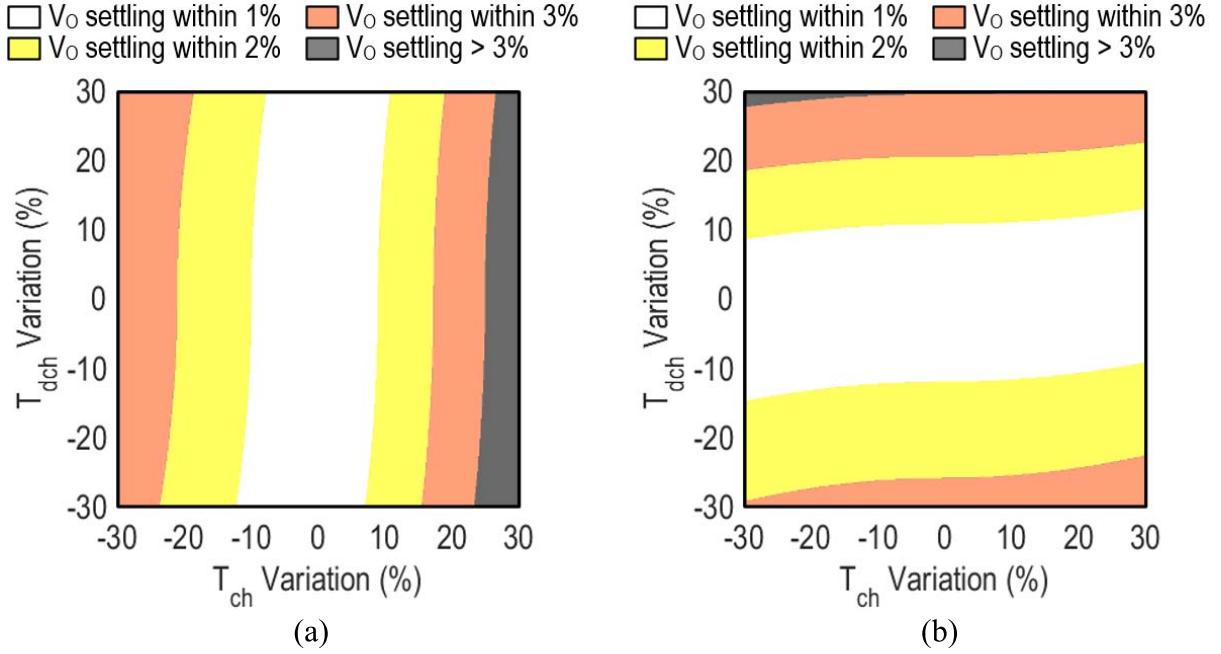 V_O settling within 1% V_O settling within 3%
V_O settling within 2% V_O settling > 3%
30
20
10
0
-10
-20
-30
T_dch Variation (%)
-30 -20 -10 0 10 20 30
T_ch Variation (%)
(a)
V_O settling within 1% V_O settling within 3%
V_O settling within 2% V_O settling > 3%
30
20
10
0
-10
-20
-30
T_dch Variation (%)
-30 -20 -10 0 10 20 30
T_ch Variation (%)
(b)